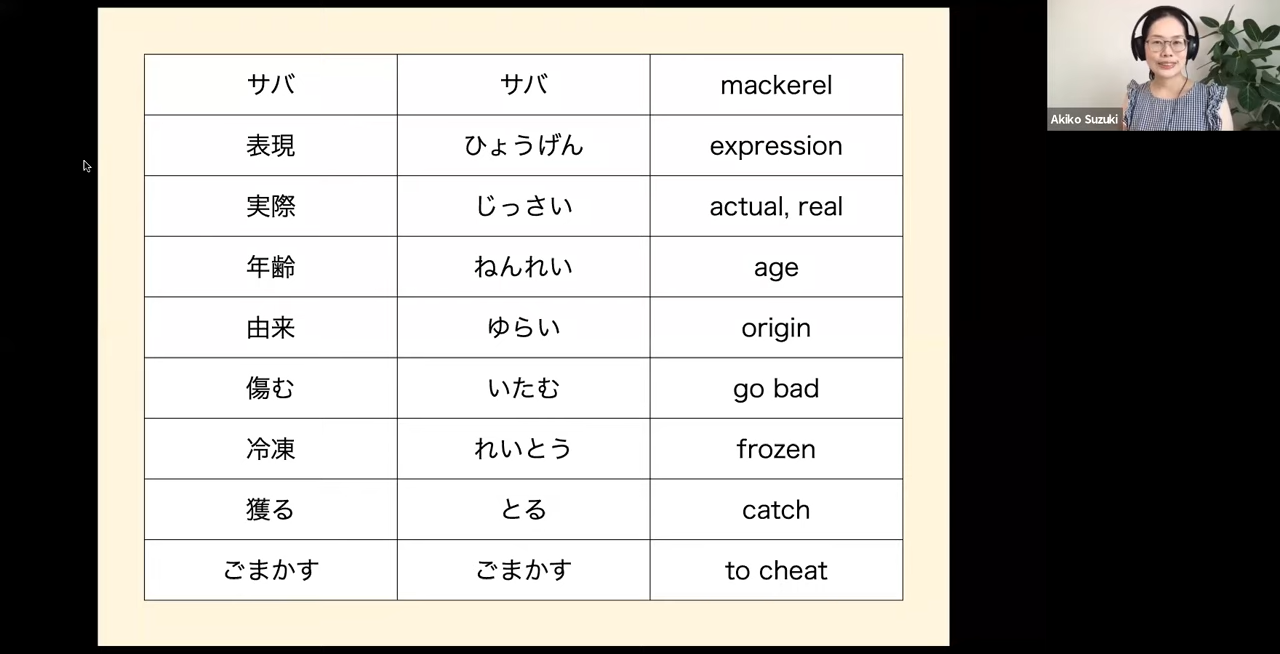 サバ サバ mackerel
表現 ひょうげん expression
実際 じっさい actual, real
年齢 ねんれい age
由来 ゆらい origin
傷む いたむ go bad
冷凍 れいとう frozen
獲る とる catch
ごまかす ごまかす to cheat
Akiko Suzuki